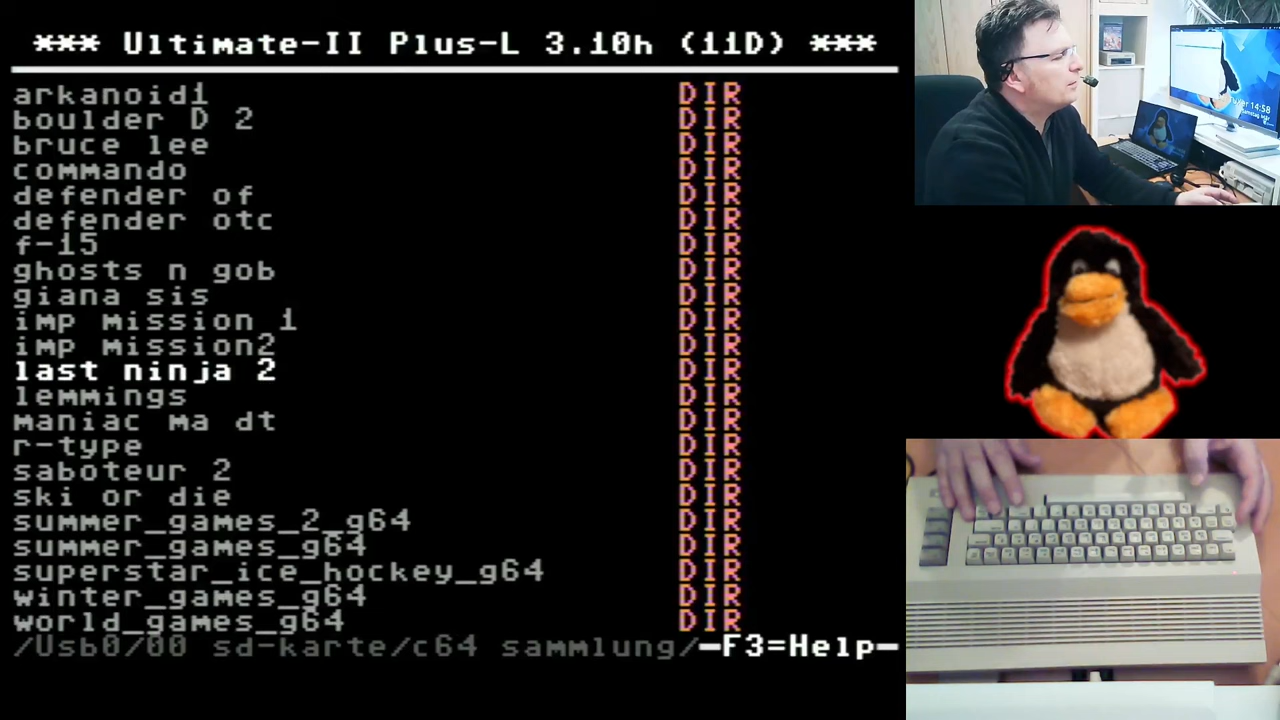 *** Ultimate-II Plus-L 3.10h (11D) ***
arkanoid1 DIR
boulder D 2 DIR
bruce lee DIR
commando DIR
defender of DIR
defender otc DIR
f-15 DIR
ghosts n gob DIR
giana sis DIR
imp mission 1 DIR
imp mission2 DIR
last ninja 2 DIR
lemmings DIR
maniac ma dt DIR
r-type DIR
saboteur 2 DIR
ski or die DIR
summer_games_2_g64 DIR
summer_games_g64 DIR
superstar_ice_hockey_g64 DIR
winter_games_g64 DIR
world_games_g64 DIR
/Usb0/00 sd-karte/c64 sammlung/ F3=Help
14:58